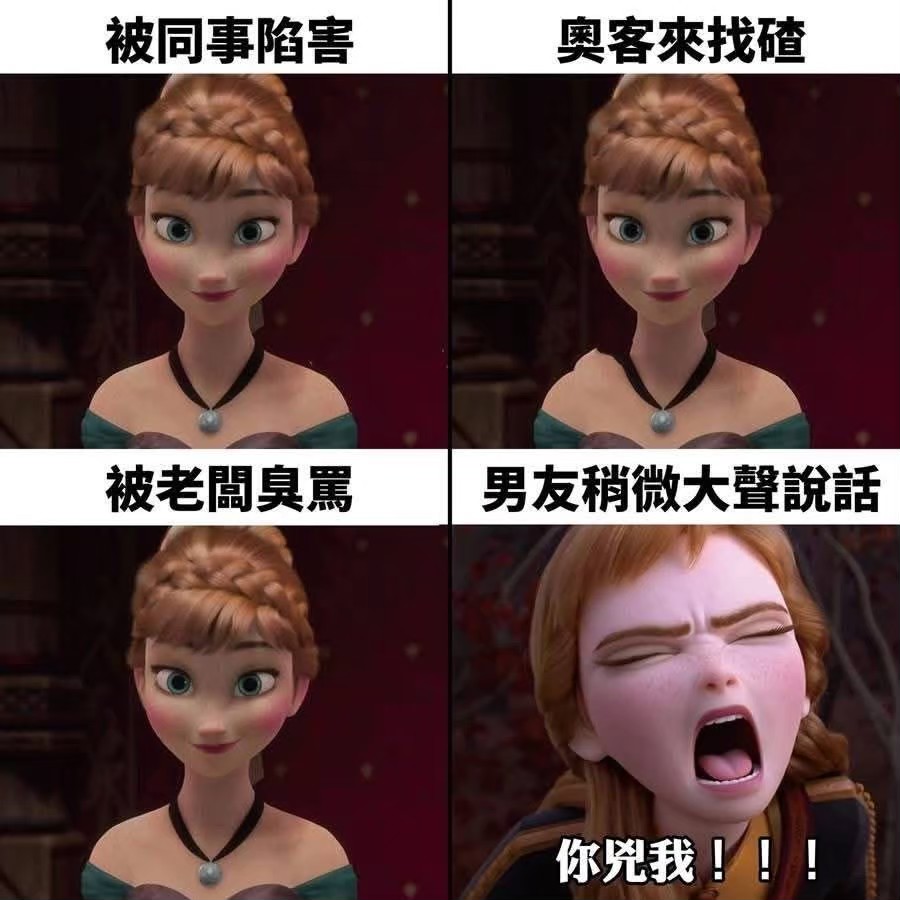 被同事陷害
奧客來找碴
被老闆臭罵
男友稍微大聲說話
你兇我！！！